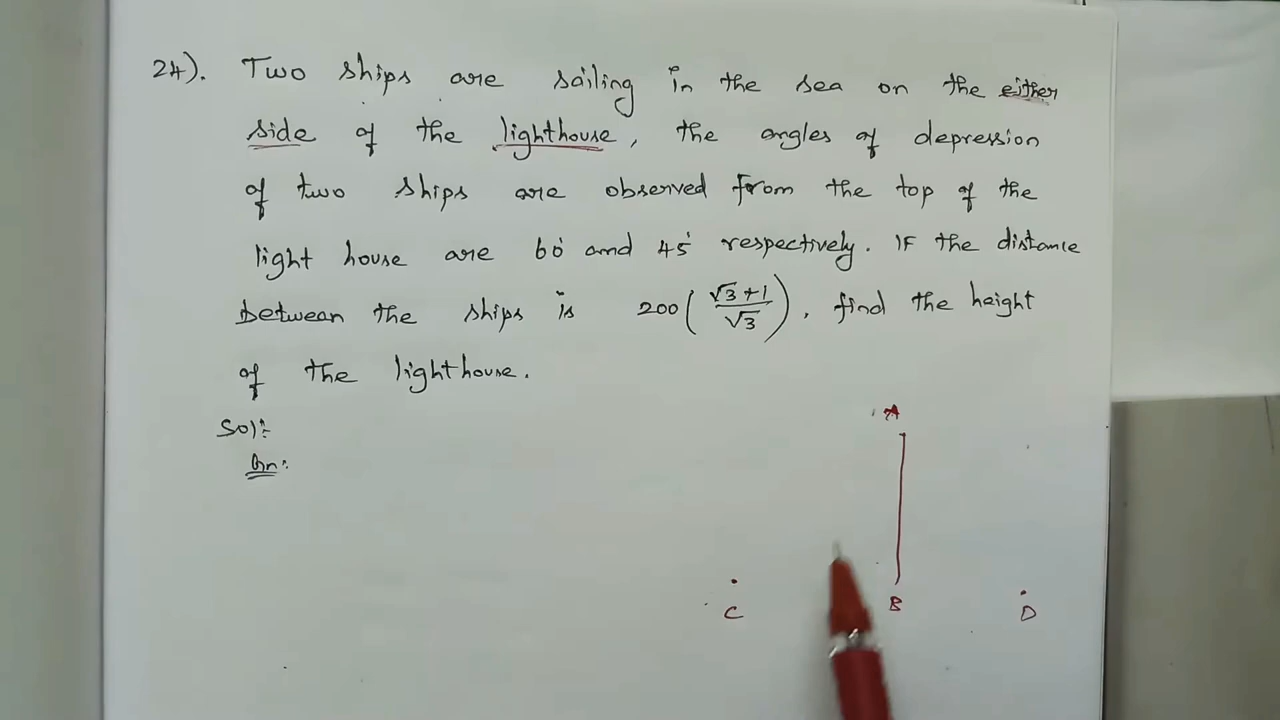 24). Two ships are sailing in the sea on the either
side of the lighthouse, the angles of depression
of two ships are observed from the top of the
light house are 60° and 45° respectively. If the distance
between the ships is 200(√3+1/√3), find the height
of the lighthouse.
Sol:
Gn:
A
C B D